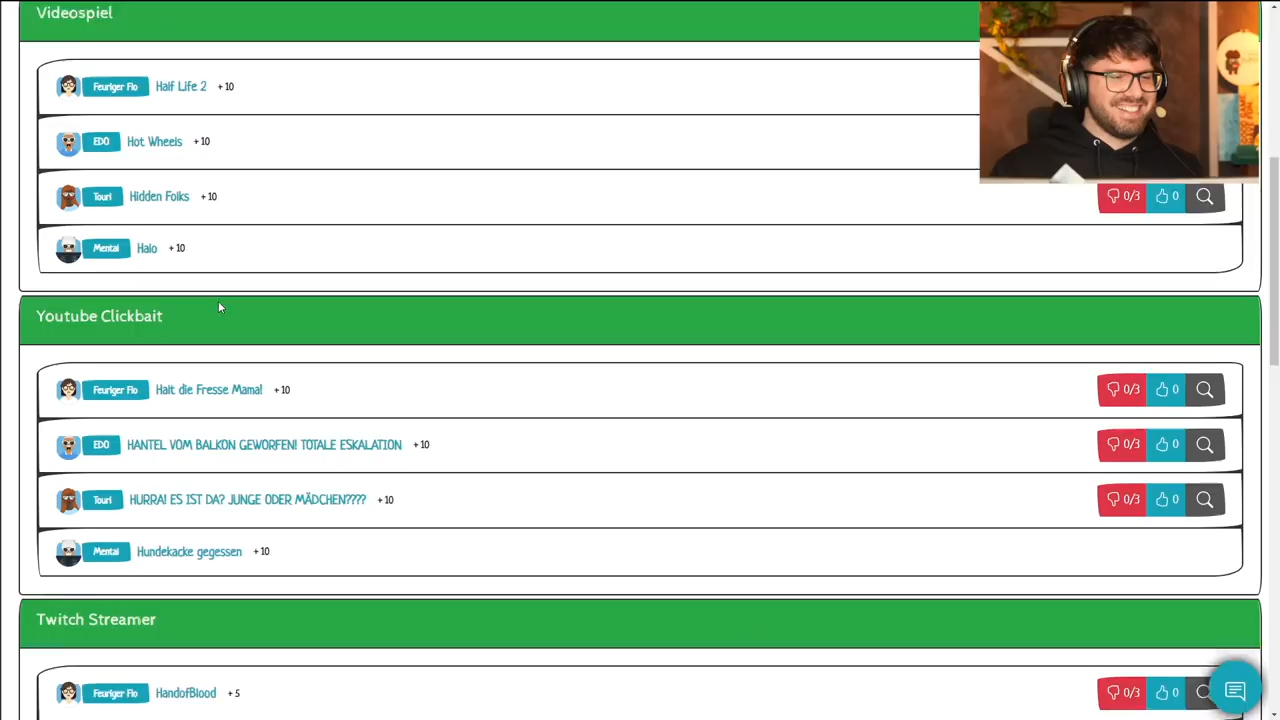 Videospiel
Feuriger Flo Half Life 2 + 10
EDO Hot Wheels + 10
Touri Hidden Folks + 10 0/3 0
Mental Halo + 10
Youtube Clickbait
Feuriger Flo Halt die Fresse Mama! + 10 0/3 0
EDO HANTEL VOM BALKON GEWORFEN! TOTALE ESKALATION + 10 0/3 0
Touri HURRA! ES IST DA? JUNGE ODER MÄDCHEN???? + 10 0/3 0
Mental Hundekacke gegessen + 10
Twitch Streamer
Feuriger Flo HandofBlood + 5 0/3 0